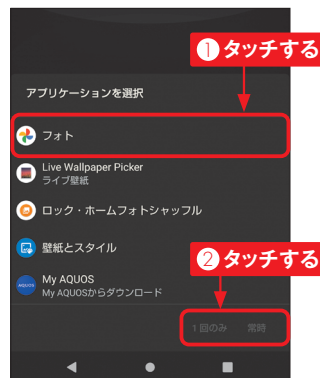 ①タッチする
アプリケーションを選択
フォト
Live Wallpaper Picker
ライブ壁紙
ロック・ホームフォトシャッフル
壁紙とスタイル
②タッチする
AQUOS
My AQUOS
My AQUOSからダウンロード
1回のみ 常時